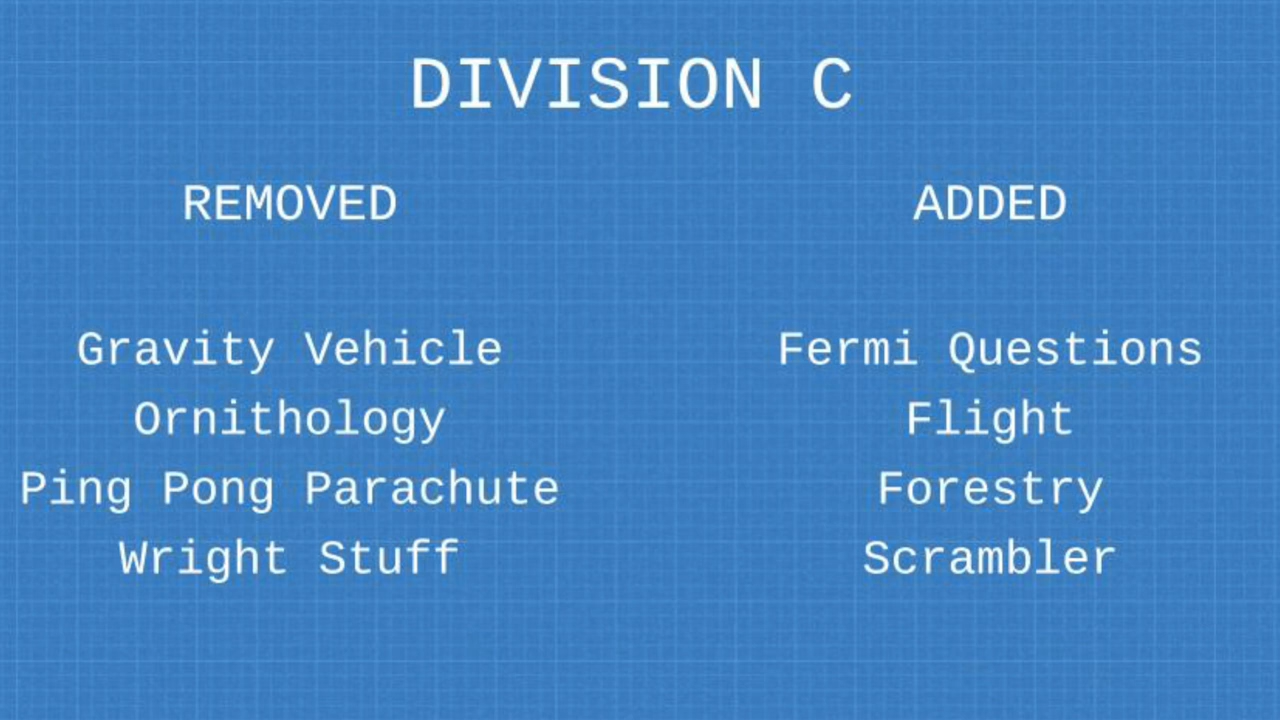 DIVISION C
REMOVED
Gravity Vehicle
Ornithology
Ping Pong Parachute
Wright Stuff
ADDED
Fermi Questions
Flight
Forestry
Scrambler